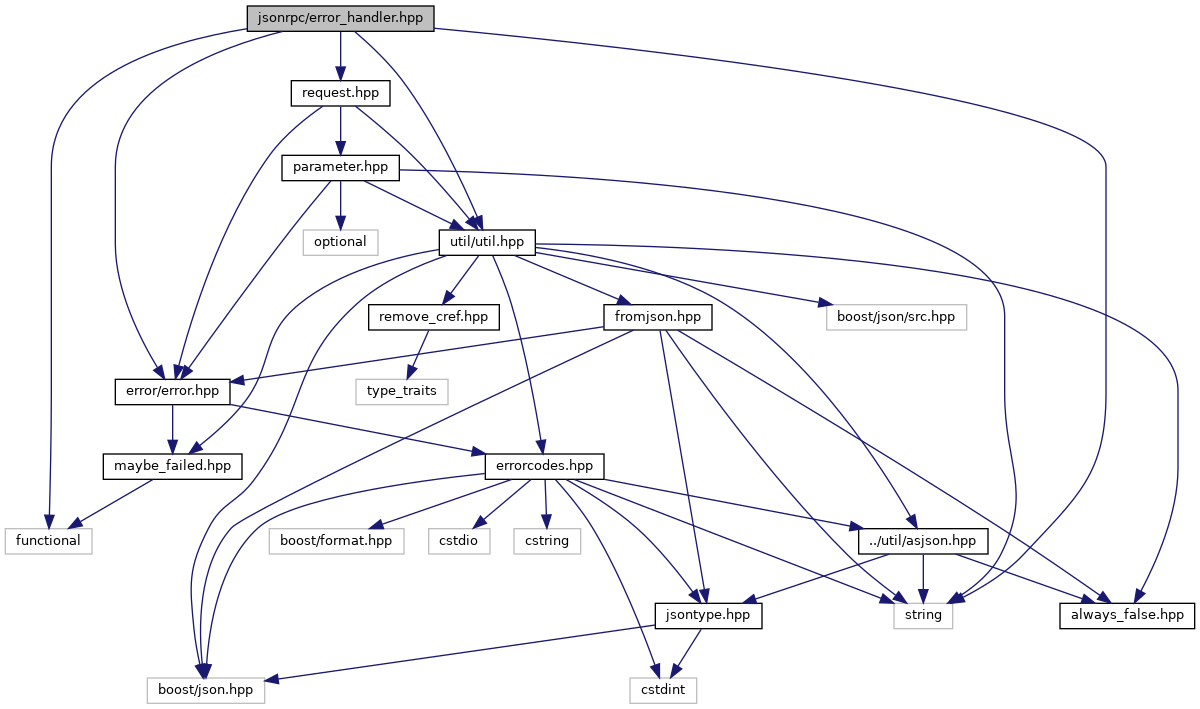 jsonrpc/error_handler.hpp
request.hpp
parameter.hpp
optional
util/util.hpp
remove_cref.hpp
fromjson.hpp
boost/json/src.hpp
error/error.hpp
type_traits
maybe_failed.hpp
errorcodes.hpp
functional
boost/format.hpp
cstdio
cstring
../util/asjson.hpp
jsontype.hpp
string
always_false.hpp
boost/json.hpp
cstdint